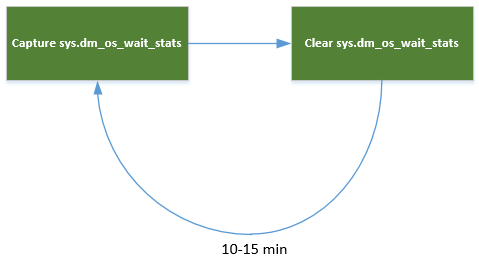 Capture sys.dm_os_wait_stats
Clear sys.dm_os_wait_stats
10-15 min